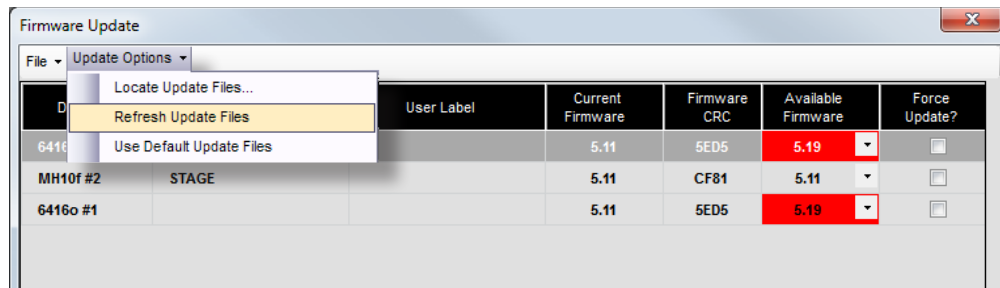 Firmware Update
File Update Options
Locate Update Files...
Refresh Update Files
Use Default Update Files
D User Label Current Firmware Firmware CRC Available Firmware Force Update?
6416 5.11 5ED5 5.19
MH10f #2 STAGE 5.11 CF81 5.11
6416o #1 5.11 5ED5 5.19